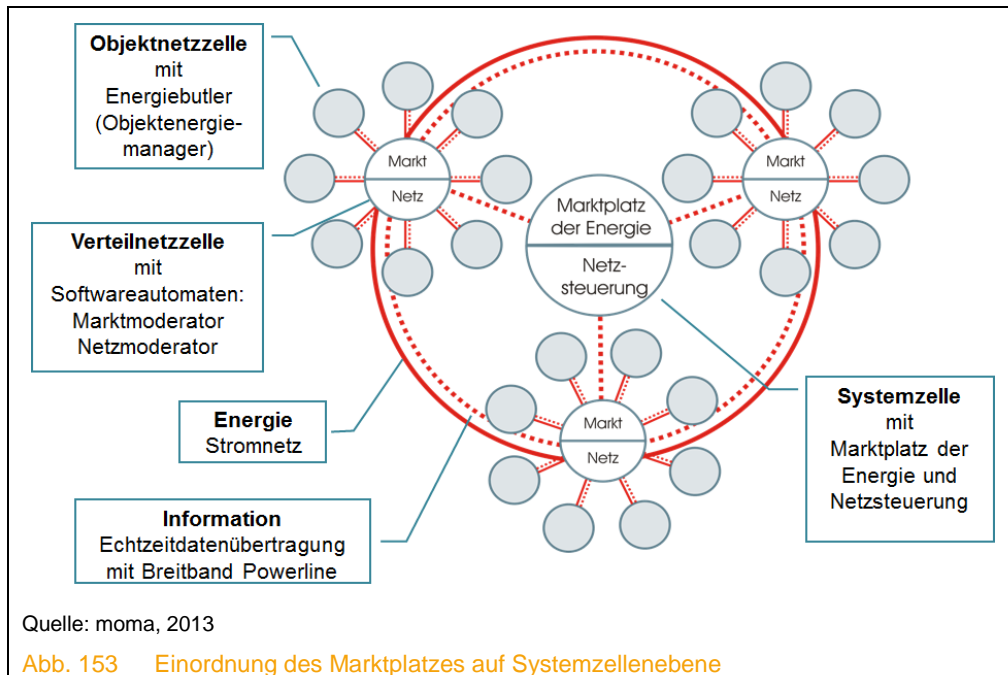 Objektnetzzelle
mit
Energiebutler
(Objektenergie-
manager)
Verteilnetzzelle
mit
Softwareautomaten:
Marktmoderator
Netzmoderator
Energie
Stromnetz
Information
Echtzeitdatenübertragung
mit Breitband Powerline
Markt
Netz
Marktplatz
der Energie
Netz-
steuerung
Markt
Netz
Markt
Netz
Systemzelle
mit
Marktplatz der
Energie und
Netzsteuerung
Quelle: moma, 2013
Abb. 153 Einordnung des Marktplatzes auf Systemzellenebene